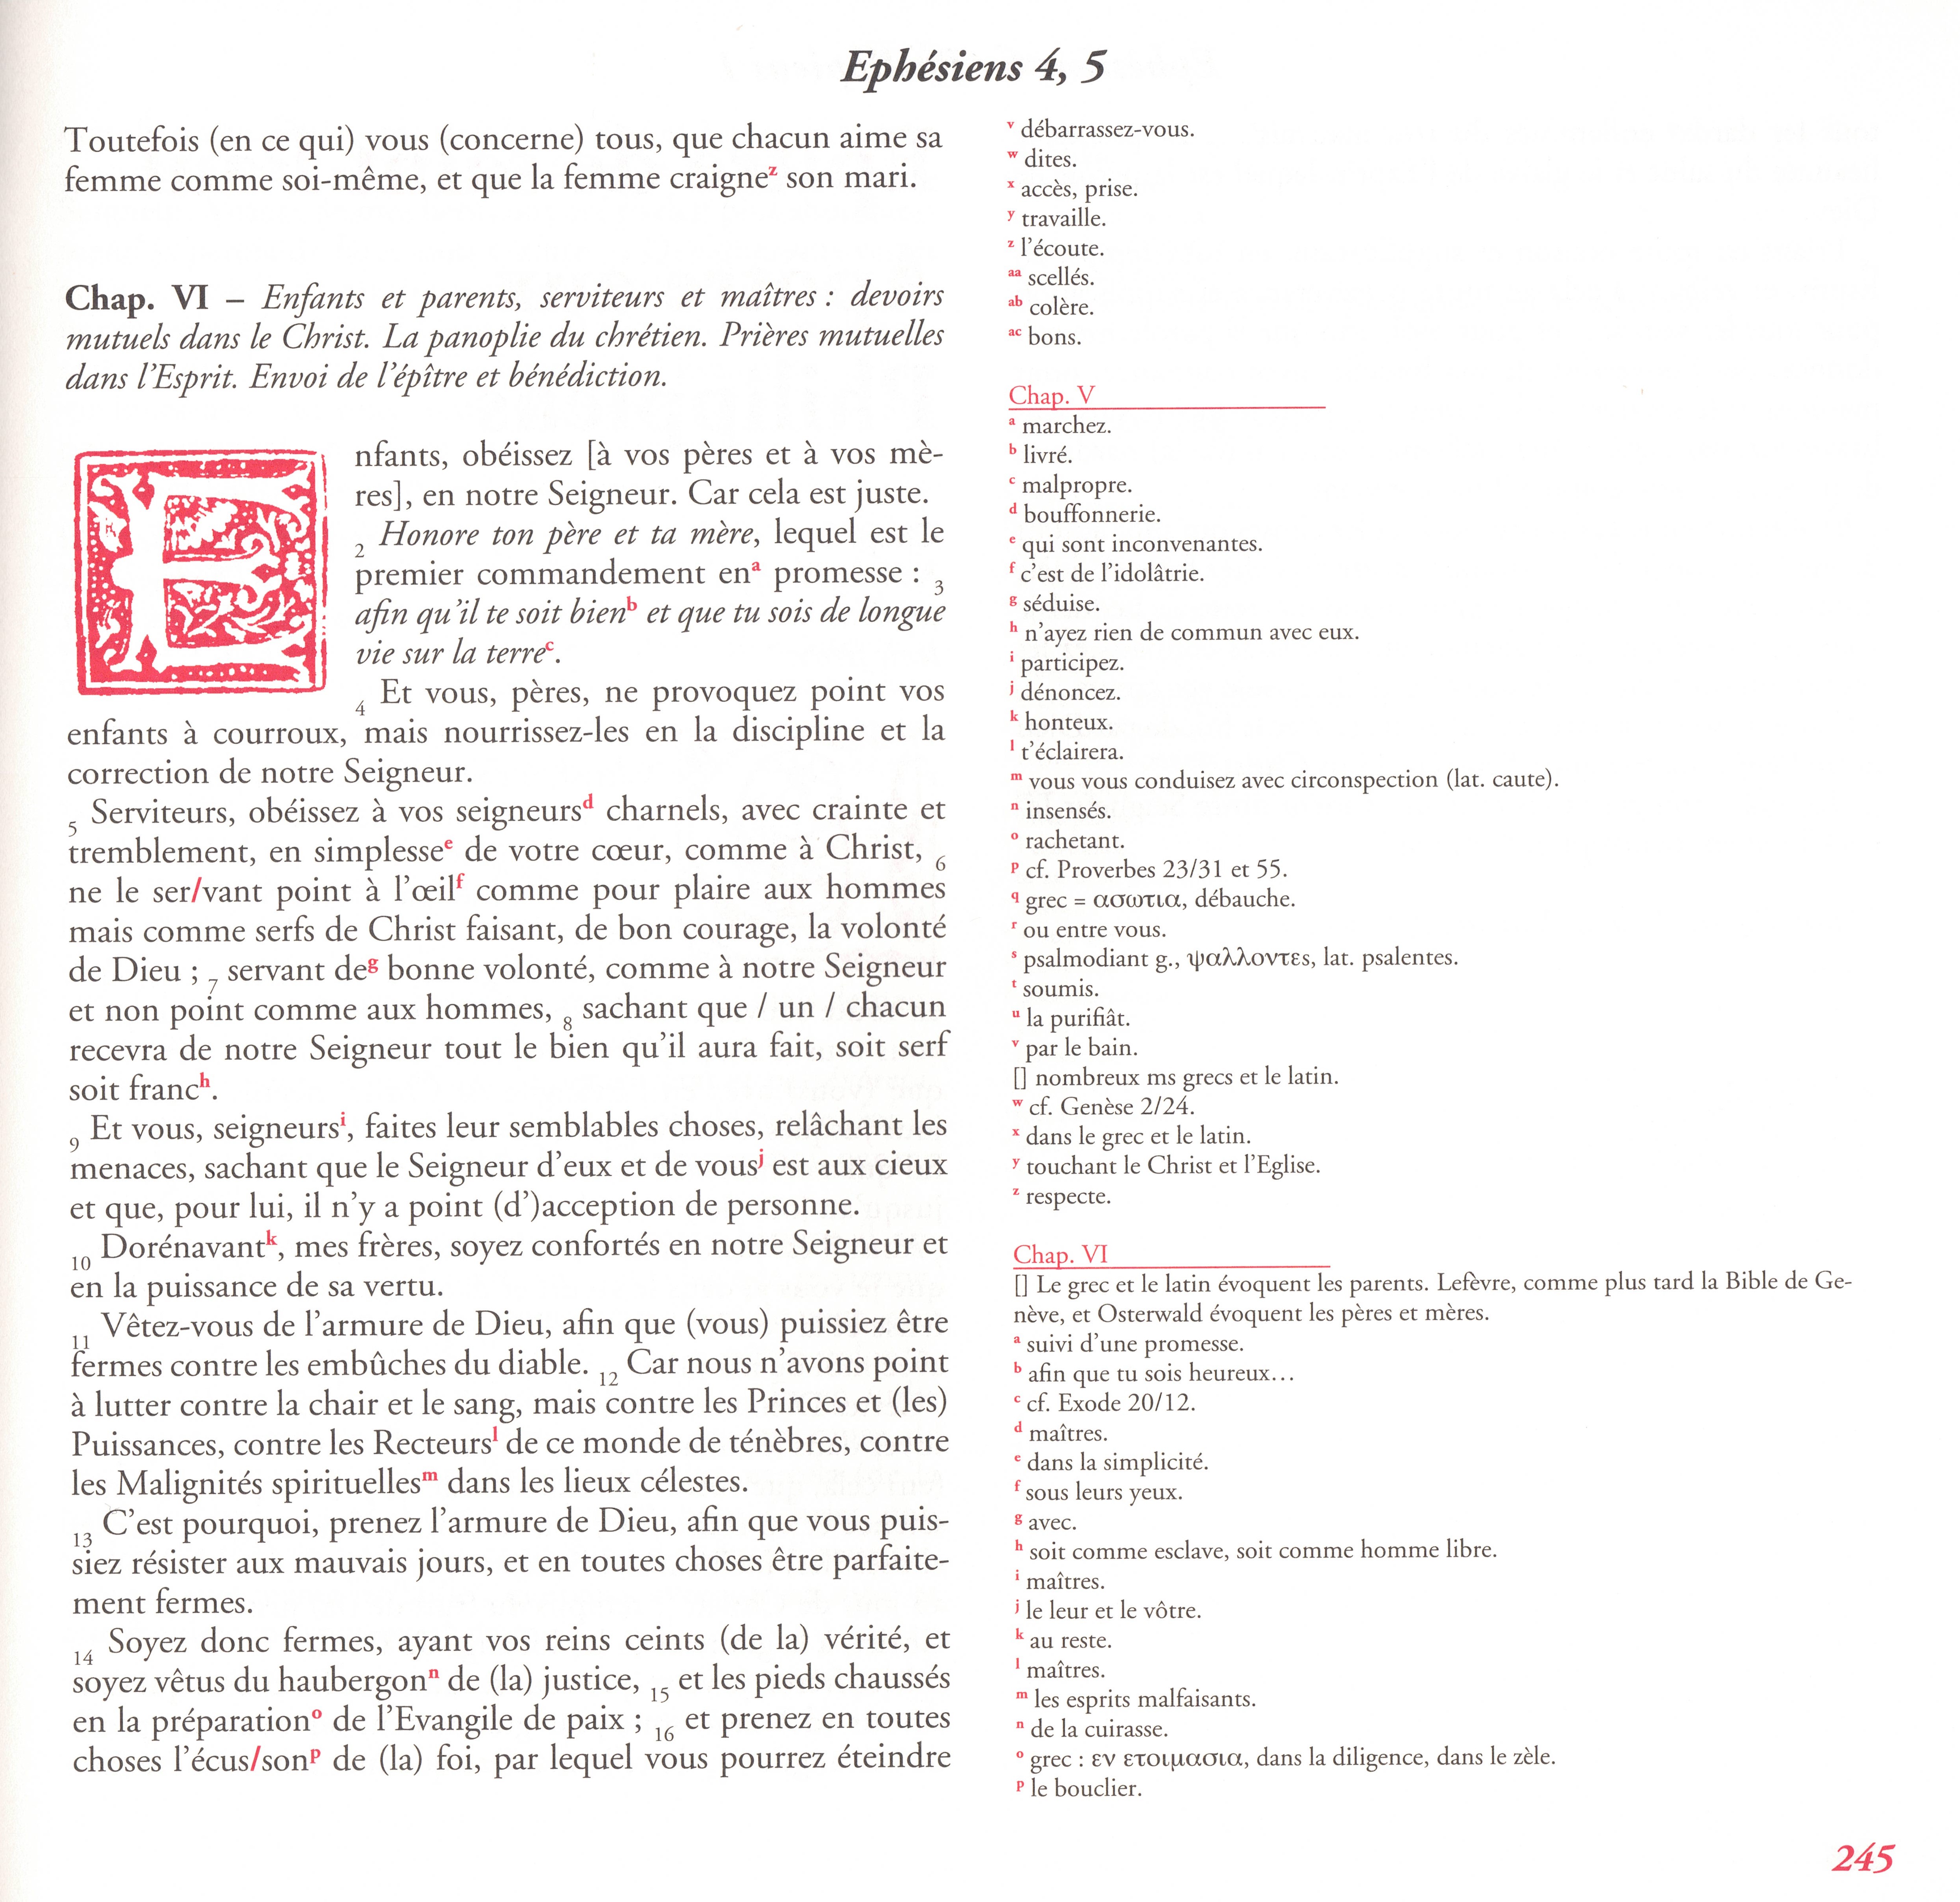 Ephésiens 4, 5
Toutefois (en ce qui) vous (concerne) tous, que chacun aime sa
femme comme soi-même, et que la femme craigneᶻ son mari.
Chap. VI – Enfants et parents, serviteurs et maîtres : devoirs
mutuels dans le Christ. La panoplie du chrétien. Prières mutuelles
dans l'Esprit. Envoi de l'épître et bénédiction.
Enfants, obéissez [à vos pères et à vos mè-
res], en notre Seigneur. Car cela est juste.
2 Honore ton père et ta mère, lequel est le
premier commandement enᵃ promesse : 3
afin qu'il te soit bienᵇ et que tu sois de longue
vie sur la terreᶜ.
4 Et vous, pères, ne provoquez point vos
enfants à courroux, mais nourrissez-les en la discipline et la
correction de notre Seigneur.
5 Serviteurs, obéissez à vos seigneursᵈ charnels, avec crainte et
tremblement, en simplesseᵉ de votre cœur, comme à Christ, 6
ne le ser/vant point à l'œilᶠ comme pour plaire aux hommes
mais comme serfs de Christ faisant, de bon courage, la volonté
de Dieu ; 7 servant deᵍ bonne volonté, comme à notre Seigneur
et non point comme aux hommes, 8 sachant que / un / chacun
recevra de notre Seigneur tout le bien qu'il aura fait, soit serf
soit francʰ.
9 Et vous, seigneursⁱ, faites leur semblables choses, relâchant les
menaces, sachant que le Seigneur d'eux et de vousʲ est aux cieux
et que, pour lui, il n'y a point (d')acception de personne.
10 Dorénavantᵏ, mes frères, soyez confortés en notre Seigneur et
en la puissance de sa vertu.
11 Vêtez-vous de l'armure de Dieu, afin que (vous) puissiez être
fermes contre les embûches du diable. 12 Car nous n'avons point
à lutter contre la chair et le sang, mais contre les Princes et (les)
Puissances, contre les Recteursˡ de ce monde de ténèbres, contre
les Malignités spirituellesᵐ dans les lieux célestes.
13 C'est pourquoi, prenez l'armure de Dieu, afin que vous puis-
siez résister aux mauvais jours, et en toutes choses être parfaite-
ment fermes.
14 Soyez donc fermes, ayant vos reins ceints (de la) vérité, et
soyez vêtus du haubergonⁿ de (la) justice, 15 et les pieds chaussés
en la préparationᵒ de l'Evangile de paix ; 16 et prenez en toutes
choses l'écus/sonᵖ de (la) foi, par lequel vous pourrez éteindre
v débarrassez-vous.
w dites.
x accès, prise.
y travaille.
z l'écoute.
aa scellés.
ab colère.
ac bons.
Chap. V
a marchez.
b livré.
c malpropre.
d bouffonnerie.
e qui sont inconvenantes.
f c'est de l'idolâtrie.
g séduise.
h n'ayez rien de commun avec eux.
i participez.
j dénoncez.
k honteux.
l t'éclairera.
m vous vous conduisez avec circonspection (lat. caute).
n insensés.
o rachetant.
p cf. Proverbes 23/31 et 55.
q grec = ασωτια, débauche.
r ou entre vous.
s psalmodiant g., ψαλλοντες, lat. psalentes.
t soumis.
u la purifiât.
v par le bain.
[] nombreux ms grecs et le latin.
w cf. Genèse 2/24.
x dans le grec et le latin.
y touchant le Christ et l'Eglise.
z respecte.
Chap. VI
[] Le grec et le latin évoquent les parents. Lefèvre, comme plus tard la Bible de Ge-
nève, et Osterwald évoquent les pères et mères.
a suivi d'une promesse.
b afin que tu sois heureux…
c cf. Exode 20/12.
d maîtres.
e dans la simplicité.
f sous leurs yeux.
g avec.
h soit comme esclave, soit comme homme libre.
i maîtres.
j le leur et le vôtre.
k au reste.
l maîtres.
m les esprits malfaisants.
n de la cuirasse.
o grec : εν ετοιμασια, dans la diligence, dans le zèle.
p le bouclier.
245